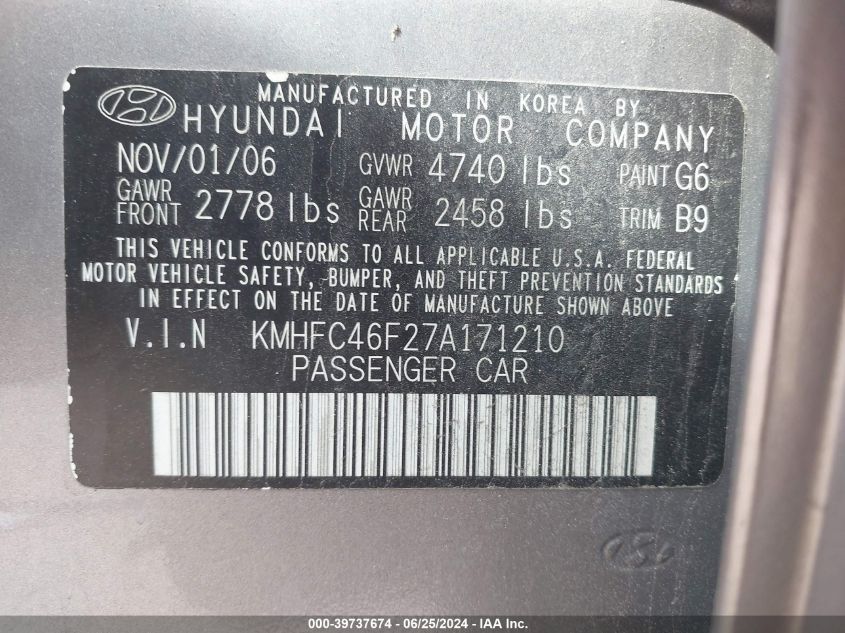 MANUFACTURED IN KOREA BY
HYUNDAI MOTOR COMPANY
NOV/01/06 GVWR 4740 lbs PAINT G6
GAWR FRONT 2778 lbs GAWR REAR 2458 lbs TRIM B9
THIS VEHICLE CONFORMS TO ALL APPLICABLE U.S.A. FEDERAL
MOTOR VEHICLE SAFETY, BUMPER, AND THEFT PREVENTION STANDARDS
IN EFFECT ON THE DATE OF MANUFACTURE SHOWN ABOVE
V.I.N KMHFC46F27A171210
PASSENGER CAR
000-39737674 - 06/25/2024 - IAA Inc.